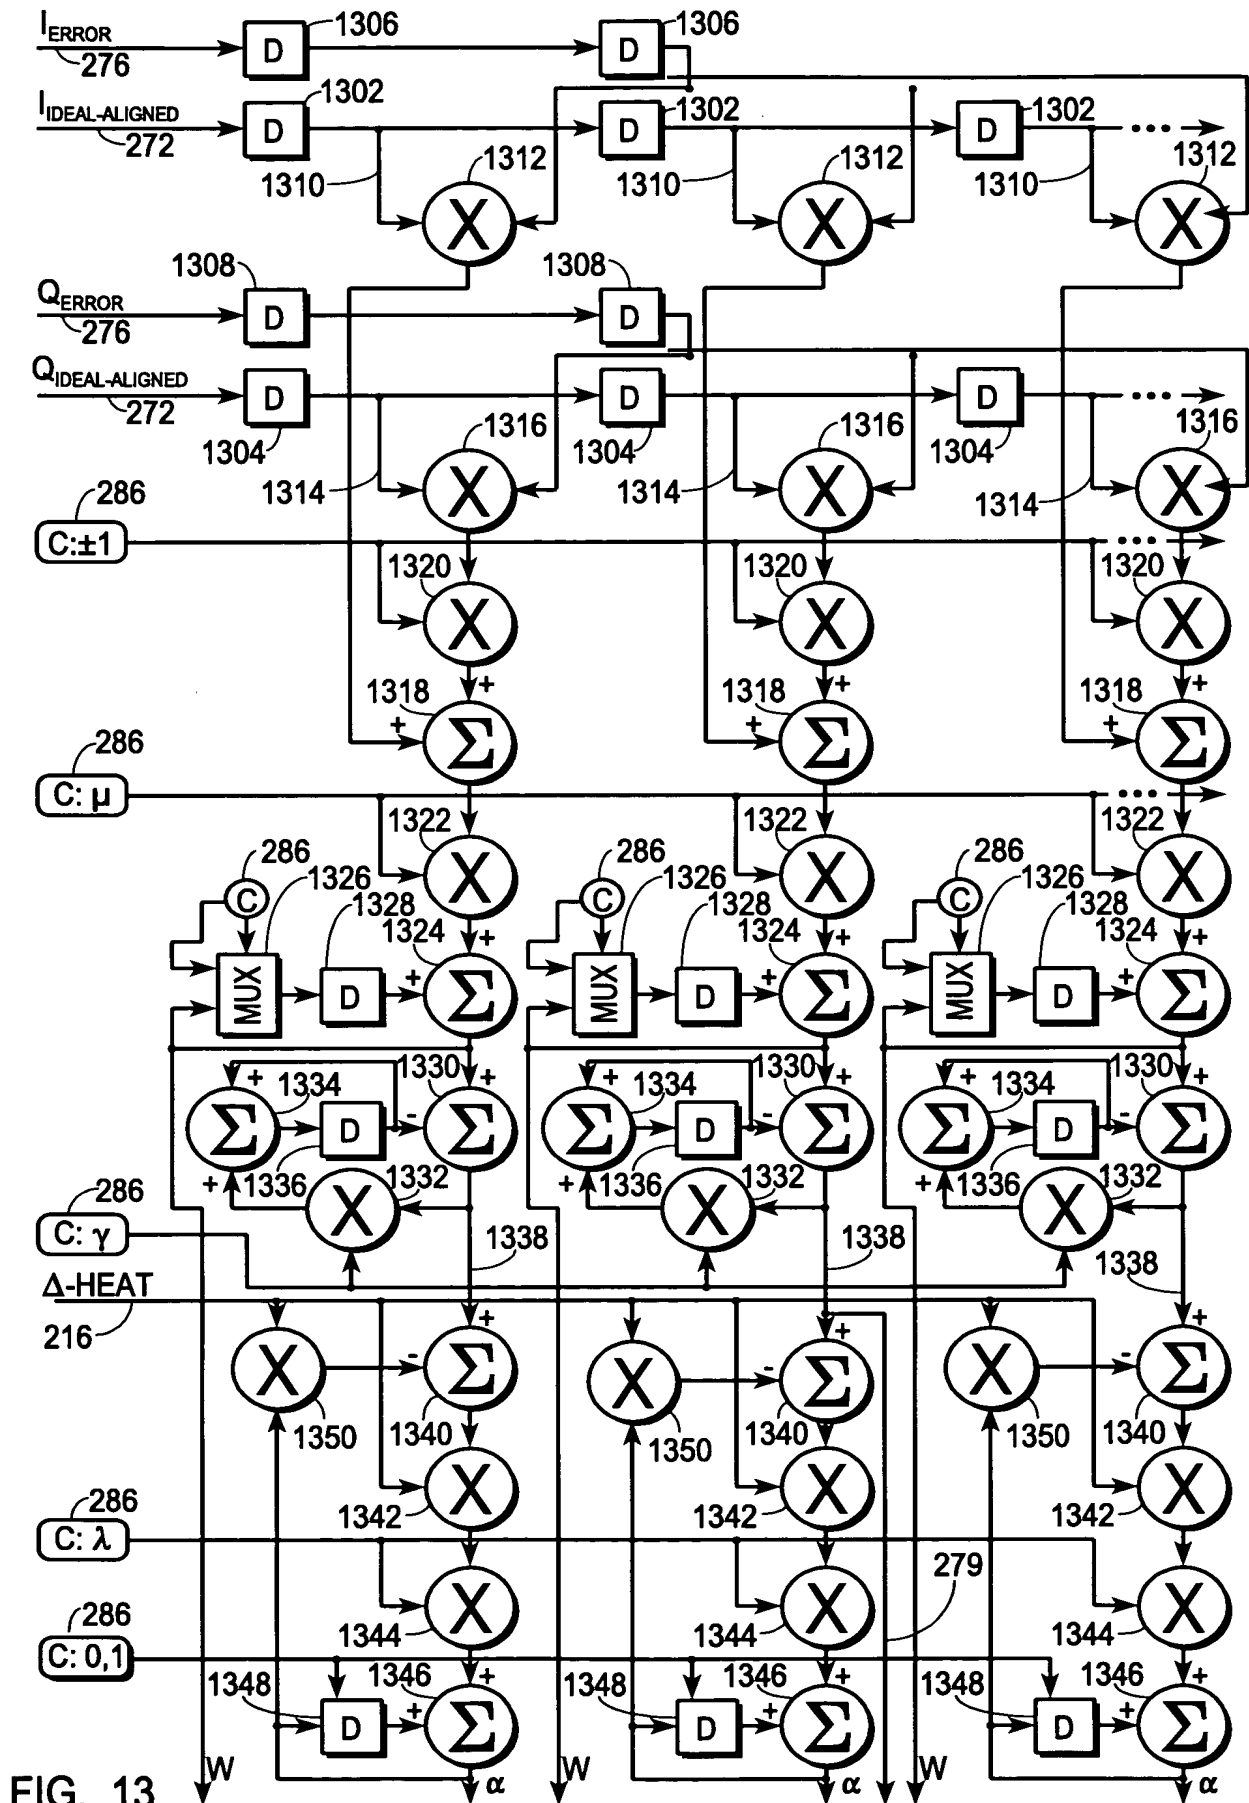 I_ERROR 1306 1306
276 D D
I_IDEAL-ALIGNED 1302 1302 1302
272 D D D •••
1310 1312 1310 1312 1310 1312
X X X
1308 1308
Q_ERROR D D
276
Q_IDEAL-ALIGNED D D D •••
272 1304 1316 1304 1316 1304 1316
1314 X 1314 X 1314 X
286
C:±1 •••
1320 1320 1320
X X X
1318 + 1318 + 1318 +
+ Σ + Σ + Σ
286
C: μ •••
1322 1322 1322
X X X
286 286 286
C 1326 C 1326 C 1326
1328 1324 + 1328 1324 + 1328 1324 +
MUX D + Σ MUX D + Σ MUX D + Σ
+ 1334 1330 + + 1334 1330 + + 1334 1330 +
Σ D - Σ Σ D - Σ Σ D - Σ
+ 1336 1332 + 1336 1332 + 1336 1332
X X X
286
C: γ
1338 1338 1338
Δ-HEAT
216 + + +
X - Σ X - Σ X - Σ
1350 1340 1350 1340 1350 1340
X X X
1342 1342 1342
286
C: λ
279
X X X
1344 1344 1344
286
C: 0,1
1348 1346 + 1348 1346 + 1348 1346 +
D + Σ D + Σ D + Σ
W α W α W α
FIG. 13